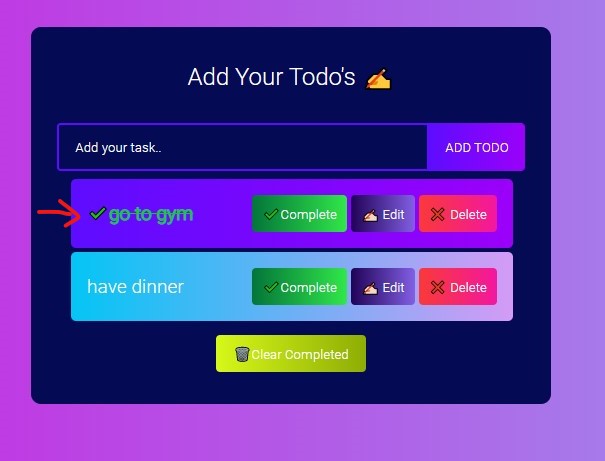 Add Your Todo's ✍️
Add your task..
ADD TODO
✔go to gym
✔Complete
✍🏻 Edit
❌ Delete
have dinner
✔Complete
✍🏻 Edit
❌ Delete
🗑️Clear Completed